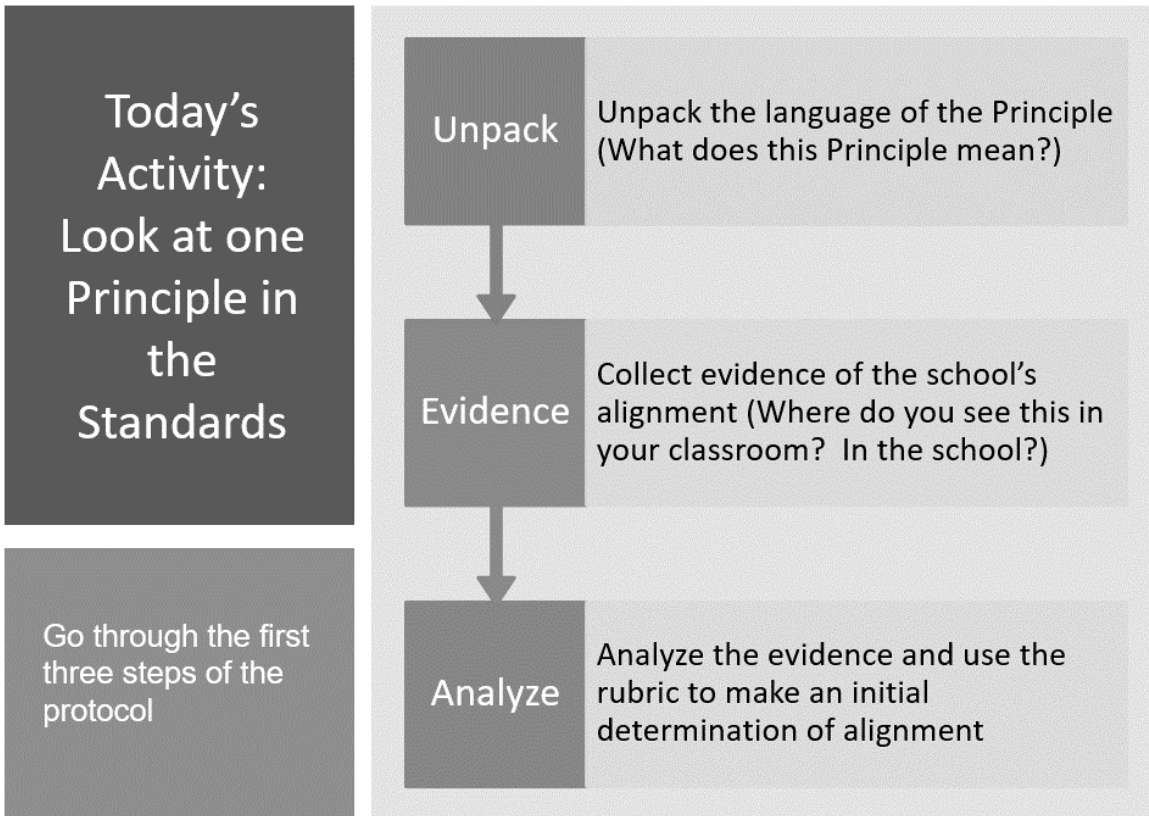 Today’s
Activity:
Look at one
Principle in
the
Standards
Go through the first
three steps of the
protocol
Unpack
Unpack the language of the Principle
(What does this Principle mean?)
Evidence
Collect evidence of the school’s
alignment (Where do you see this in
your classroom?  In the school?)
Analyze
Analyze the evidence and use the
rubric to make an initial
determination of alignment